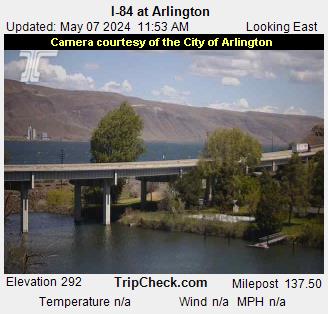 I-84 at Arlington
Updated: May 07 2024 11:53 AM Looking East
Camera courtesy of the City of Arlington
Elevation 292 TripCheck.com Milepost 137.50
Temperature n/a Wind n/a MPH n/a